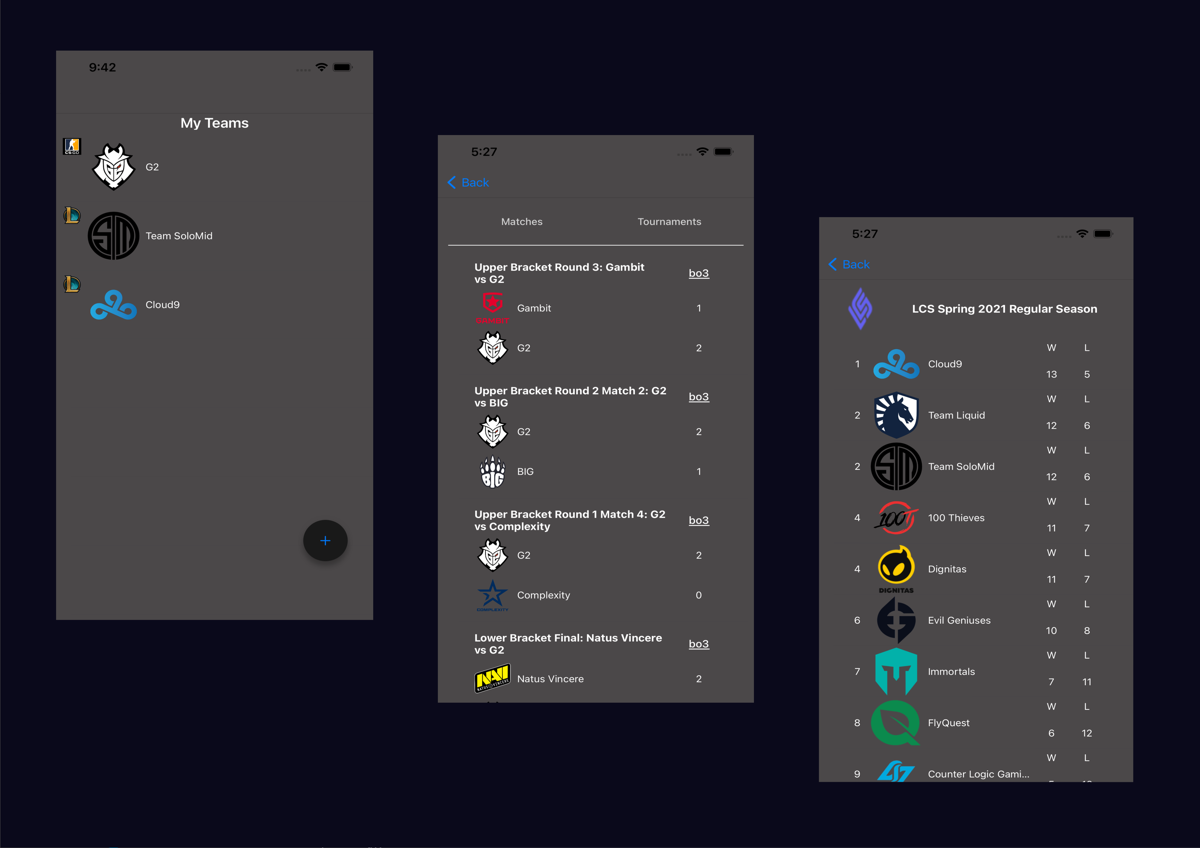 9:42
My Teams
G2
Team SoloMid
Cloud9
+
5:27
Back
Matches Tournaments
Upper Bracket Round 3: Gambit
vs G2
bo3
Gambit 1
G2 2
Upper Bracket Round 2 Match 2: G2
vs BIG
bo3
G2 2
BIG
BIG 1
Upper Bracket Round 1 Match 4: G2
vs Complexity
bo3
G2 2
Complexity 0
Lower Bracket Final: Natus Vincere
vs G2
bo3
NAVI
Natus Vincere 2
5:27
Back
LCS Spring 2021 Regular Season
W L
1 Cloud9 13 5
W L
2 Team Liquid 12 6
W L
2 Team SoloMid 12 6
W L
4 100T 100 Thieves 11 7
W L
4 Dignitas 11 7
DIGNITAS
W L
6 Evil Geniuses 10 8
W L
7 Immortals 7 11
W L
8 FlyQuest 6 12
W L
9 Counter Logic Gami...